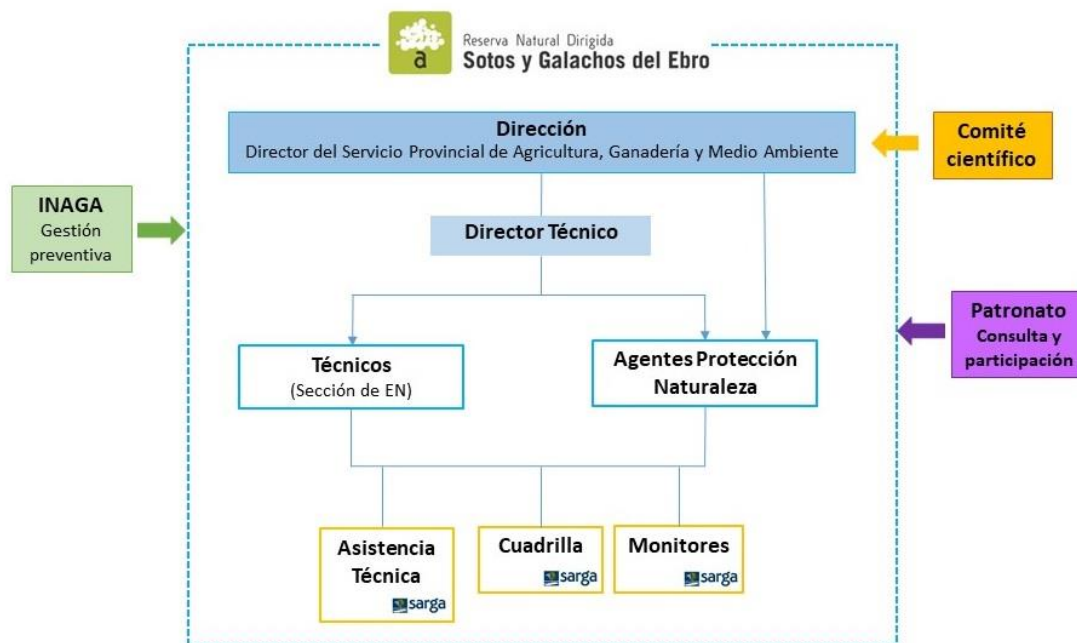 Reserva Natural Dirigida
a
Sotos y Galachos del Ebro
Dirección
Director del Servicio Provincial de Agricultura, Ganadería y Medio Ambiente
Comité
científico
INAGA
Gestión
preventiva
Director Técnico
Patronato
Consulta y
participación
Técnicos
(Sección de EN)
Agentes Protección
Naturaleza
Asistencia
Técnica
sarga
Cuadrilla
sarga
Monitores
sarga